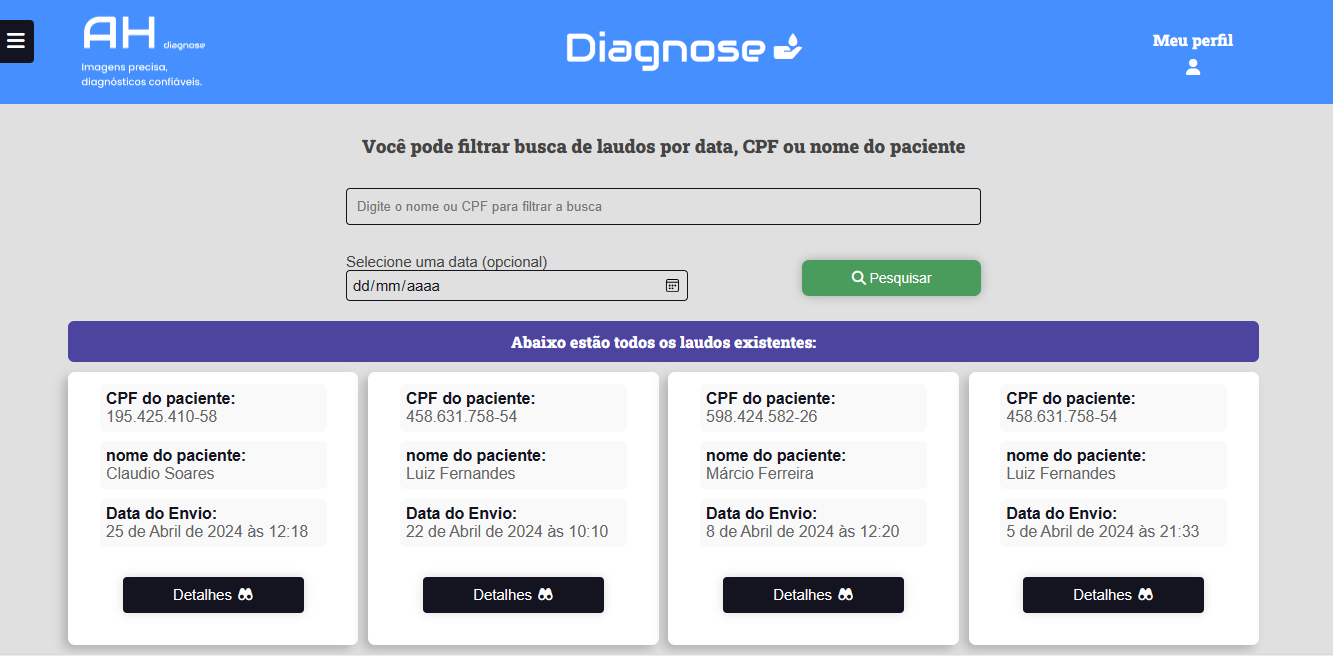 AH diagnose
Imagens precisa,
diagnósticos confiáveis.
Diagnose
Meu perfil
Você pode filtrar busca de laudos por data, CPF ou nome do paciente
Digite o nome ou CPF para filtrar a busca
Selecione uma data (opcional)
dd/mm/aaaa
Pesquisar
Abaixo estão todos os laudos existentes:
CPF do paciente:
195.425.410-58
nome do paciente:
Claudio Soares
Data do Envio:
25 de Abril de 2024 às 12:18
Detalhes
CPF do paciente:
458.631.758-54
nome do paciente:
Luiz Fernandes
Data do Envio:
22 de Abril de 2024 às 10:10
Detalhes
CPF do paciente:
598.424.582-26
nome do paciente:
Márcio Ferreira
Data do Envio:
8 de Abril de 2024 às 12:20
Detalhes
CPF do paciente:
458.631.758-54
nome do paciente:
Luiz Fernandes
Data do Envio:
5 de Abril de 2024 às 21:33
Detalhes